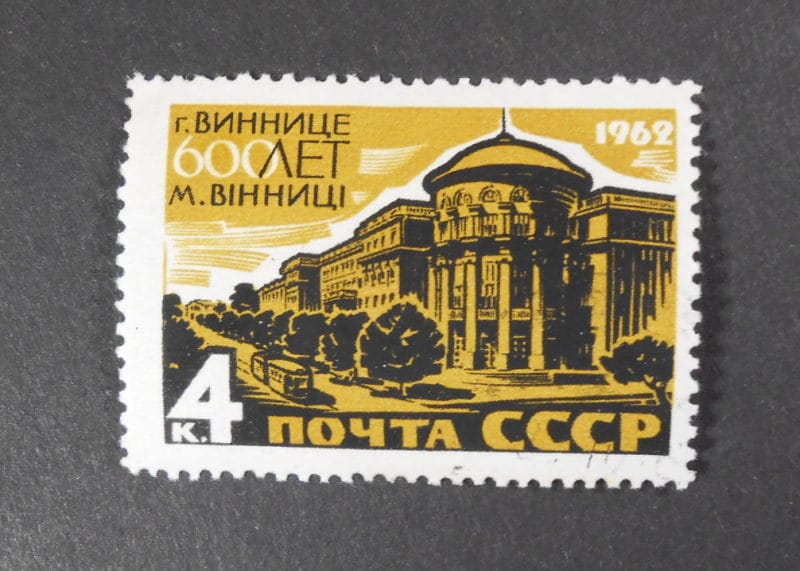 г. ВИННИЦЕ
600 ЛЕТ
м. ВІННИЦІ
1962
4 к.
ПОЧТА СССР